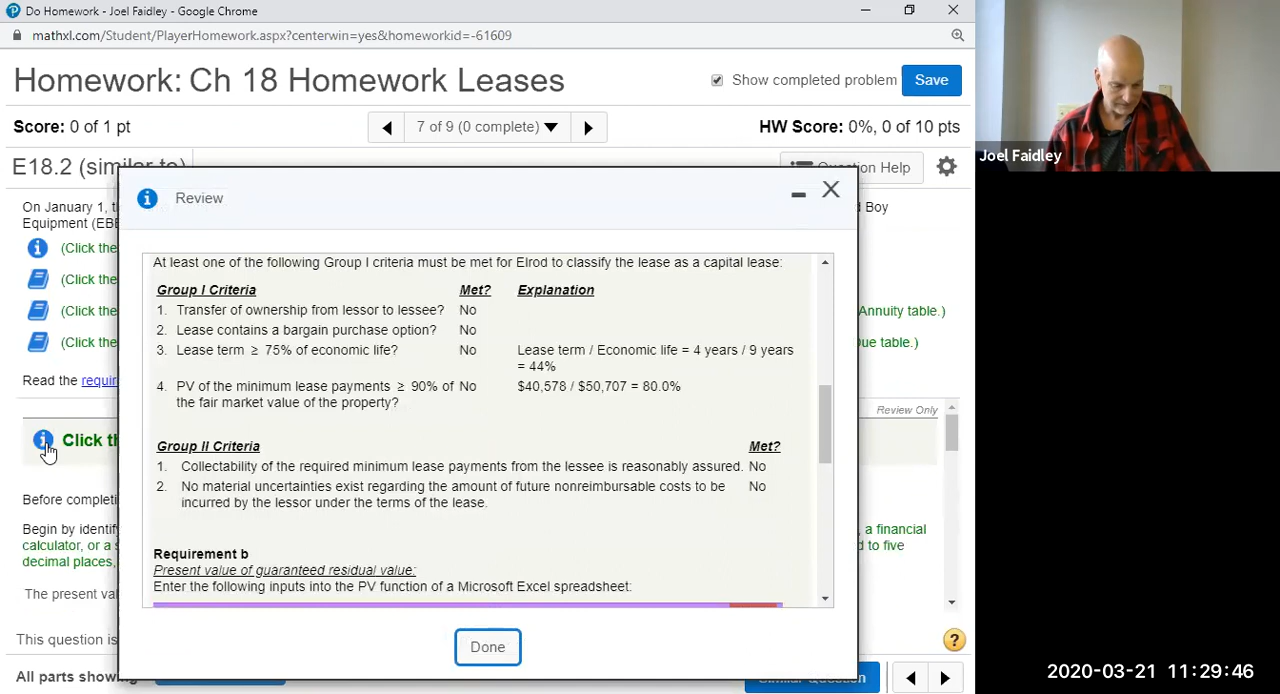 Do Homework - Joel Faidley - Google Chrome
mathxl.com/Student/PlayerHomework.aspx?centerwin=yes&homeworkid=-61609
Homework: Ch 18 Homework Leases
Show completed problem
Save
Score: 0 of 1 pt
7 of 9 (0 complete)
HW Score: 0%, 0 of 10 pts
Joel Faidley
E18.2 (similar to)
Question Help
On January 1, t
Boy
Equipment (EBE
(Click the
(Click the
(Click the
Annuity table.)
(Click the
Due table.)
Read the requir
Review
At least one of the following Group I criteria must be met for Elrod to classify the lease as a capital lease:
Group I Criteria Met? Explanation
1. Transfer of ownership from lessor to lessee? No
2. Lease contains a bargain purchase option? No
3. Lease term ≥ 75% of economic life? No Lease term / Economic life = 4 years / 9 years
= 44%
4. PV of the minimum lease payments ≥ 90% of No $40,578 / $50,707 = 80.0%
the fair market value of the property?
Group II Criteria Met?
1. Collectability of the required minimum lease payments from the lessee is reasonably assured. No
2. No material uncertainties exist regarding the amount of future nonreimbursable costs to be No
incurred by the lessor under the terms of the lease.
Requirement b
Present value of guaranteed residual value:
Enter the following inputs into the PV function of a Microsoft Excel spreadsheet:
Done
Review Only
Click th
Before completi
Begin by identify
, a financial
calculator, or a s
d to five
decimal places,
The present val
This question is
?
All parts showing
Similar Question
2020-03-21 11:29:46